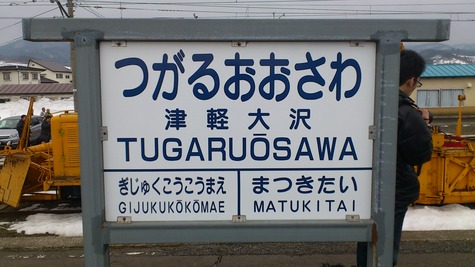 つがるおおさわ
津軽大沢
TUGARUŌSAWA
ぎじゅくこうこうまえ
GIJUKUKŌKŌMAE
まつきたい
MATUKITAI